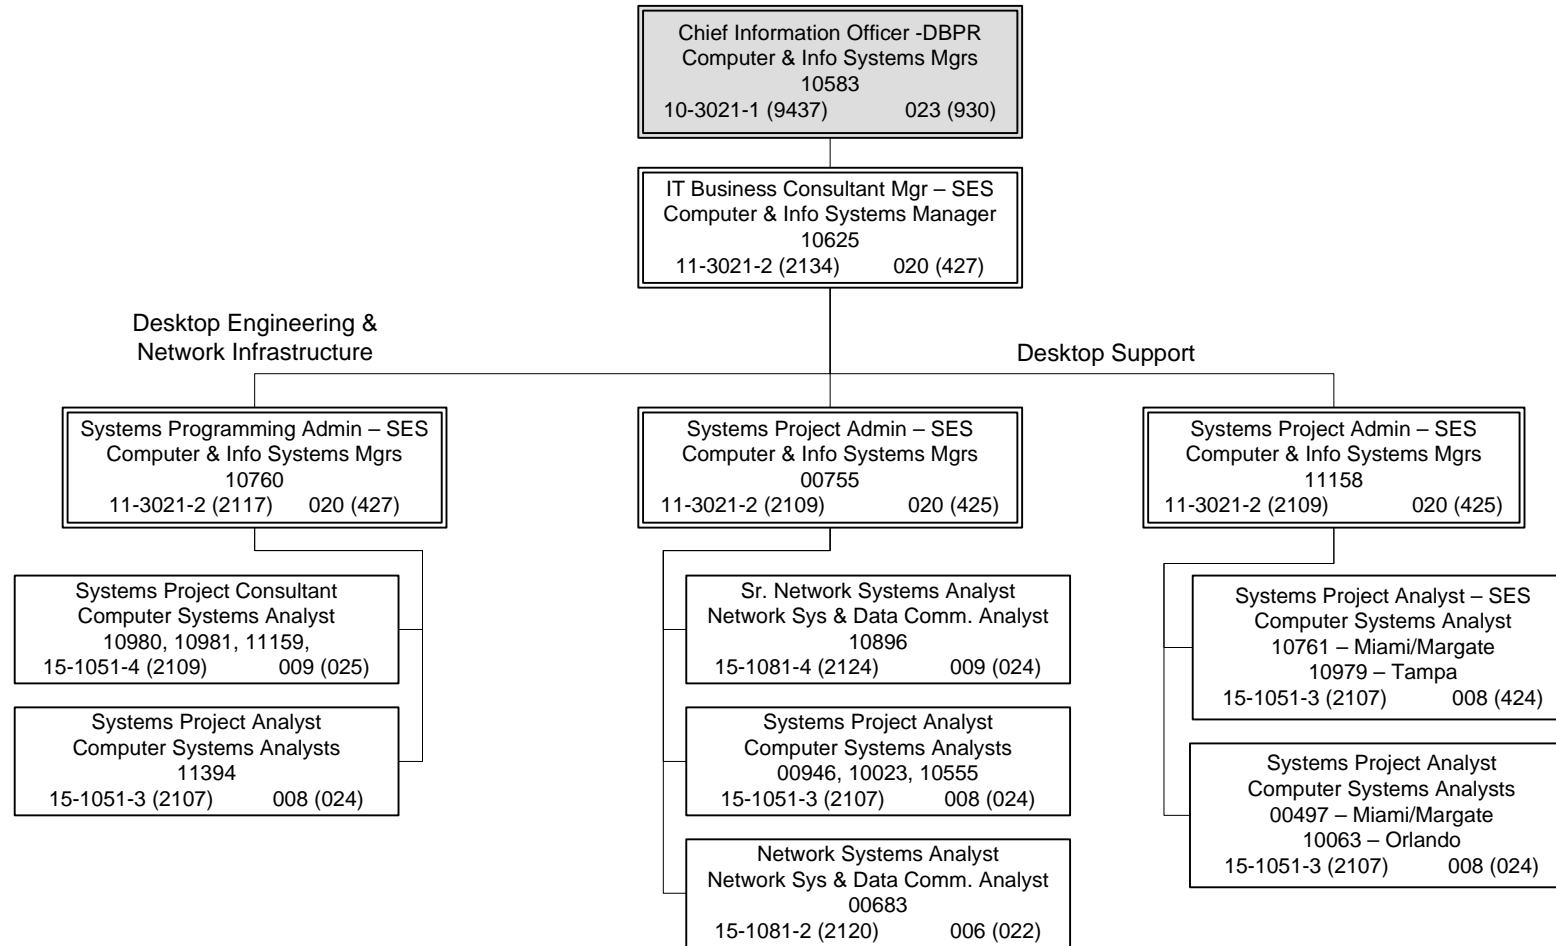 Chief Information Officer -DBPR
Computer & Info Systems Mgrs
10583
10-3021-1 (9437) 023 (930)
IT Business Consultant Mgr – SES
Computer & Info Systems Manager
10625
11-3021-2 (2134) 020 (427)
Desktop Engineering &
Network Infrastructure
Desktop Support
Systems Programming Admin – SES
Computer & Info Systems Mgrs
10760
11-3021-2 (2117) 020 (427)
Systems Project Admin – SES
Computer & Info Systems Mgrs
00755
11-3021-2 (2109) 020 (425)
Systems Project Admin – SES
Computer & Info Systems Mgrs
11158
11-3021-2 (2109) 020 (425)
Systems Project Consultant
Computer Systems Analyst
10980, 10981, 11159,
15-1051-4 (2109) 009 (025)
Systems Project Analyst
Computer Systems Analysts
11394
15-1051-3 (2107) 008 (024)
Sr. Network Systems Analyst
Network Sys & Data Comm. Analyst
10896
15-1081-4 (2124) 009 (024)
Systems Project Analyst
Computer Systems Analysts
00946, 10023, 10555
15-1051-3 (2107) 008 (024)
Network Systems Analyst
Network Sys & Data Comm. Analyst
00683
15-1081-2 (2120) 006 (022)
Systems Project Analyst – SES
Computer Systems Analyst
10761 – Miami/Margate
10979 – Tampa
15-1051-3 (2107) 008 (424)
Systems Project Analyst
Computer Systems Analysts
00497 – Miami/Margate
10063 – Orlando
15-1051-3 (2107) 008 (024)